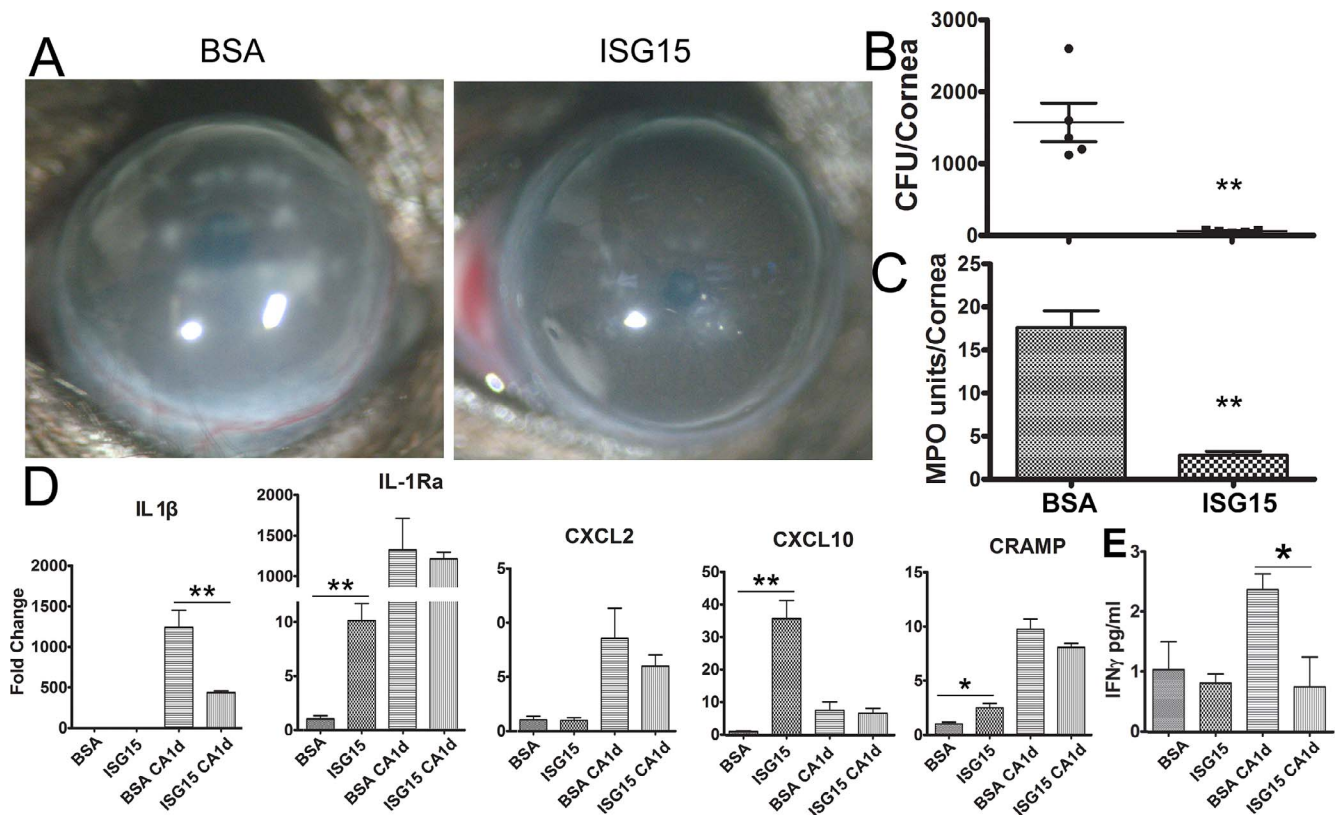 A
BSA
ISG15
B
CFU/Cornea
3000
2000
1000
0
**
C
MPO units/Cornea
25
20
15
10
5
0
**
BSA
ISG15
D
Fold Change
IL 1β
2000
1500
1000
500
0
**
BSA
ISG15
BSA CA1d
ISG15 CA1d
IL-1Ra
2000
1500
1000
10
5
0
**
BSA
ISG15
BSA CA1d
ISG15 CA1d
CXCL2
5
0
5
0
BSA
ISG15
BSA CA1d
ISG15 CA1d
CXCL10
50
40
30
20
10
0
**
BSA
ISG15
BSA CA1d
ISG15 CA1d
CRAMP
15
10
5
0
*
BSA
ISG15
BSA CA1d
ISG15 CA1d
E
IFNγ pg/ml
3
2
1
0
*
BSA
ISG15
BSA CA1d
ISG15 CA1d